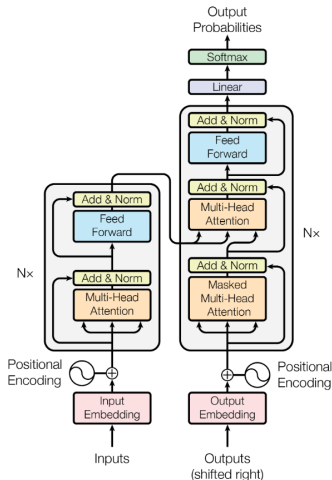 Output
Probabilities
Softmax
Linear
Add & Norm
Feed
Forward
Add & Norm
Multi-Head
Attention
Add & Norm
Masked
Multi-Head
Attention
N×
Positional
Encoding
Output
Embedding
Outputs
(shifted right)
Add & Norm
Feed
Forward
N×
Add & Norm
Multi-Head
Attention
Positional
Encoding
Input
Embedding
Inputs